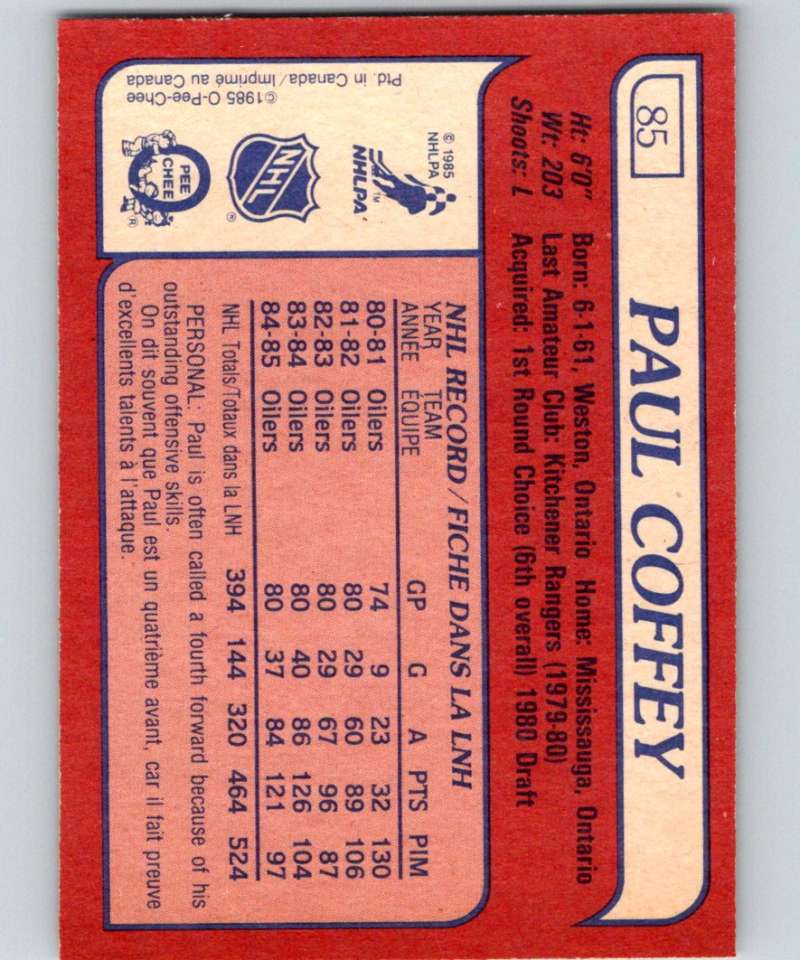 85
PAUL COFFEY
Ht: 6'0" Born: 6-1-61, Weston, Ontario Home: Mississauga, Ontario
Wt: 203 Last Amateur Club: Kitchener Rangers (1979-80)
Shoots: L Acquired: 1st Round Choice (6th overall) 1980 Draft
NHL RECORD / FICHE DANS LA LNH
YEAR TEAM
ANNÉE ÉQUIPE GP G A PTS PIM
80-81 Oilers 74 9 23 32 130
81-82 Oilers 80 29 60 89 106
82-83 Oilers 80 29 67 96 87
83-84 Oilers 80 40 86 126 104
84-85 Oilers 80 37 84 121 97
NHL Totals/Totaux dans la LNH 394 144 320 464 524
PERSONAL: Paul is often called a fourth forward because of his
outstanding offensive skills.
On dit souvent que Paul est un quatrième avant, car il fait preuve
d'excellents talents à l'attaque.
© 1985
NHLPA
NHLPA™
NHL
®
PEE
CHEE
®
©1985 O-Pee-Chee
Ptd. in Canada/Imprimé au Canada